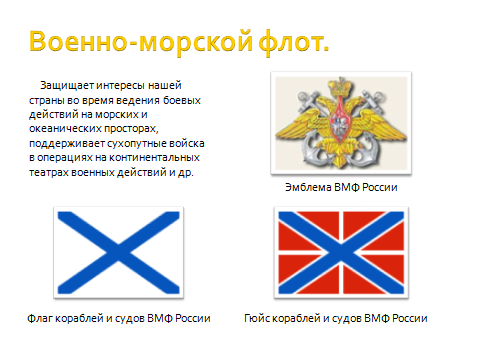 Военно-морской флот.
Защищает интересы нашей
страны во время ведения боевых
действий на морских и
океанических просторах,
поддерживает сухопутные войска
в операциях на континентальных
театрах военных действий и др.
Эмблема ВМФ России
Флаг кораблей и судов ВМФ России
Гюйс кораблей и судов ВМФ России